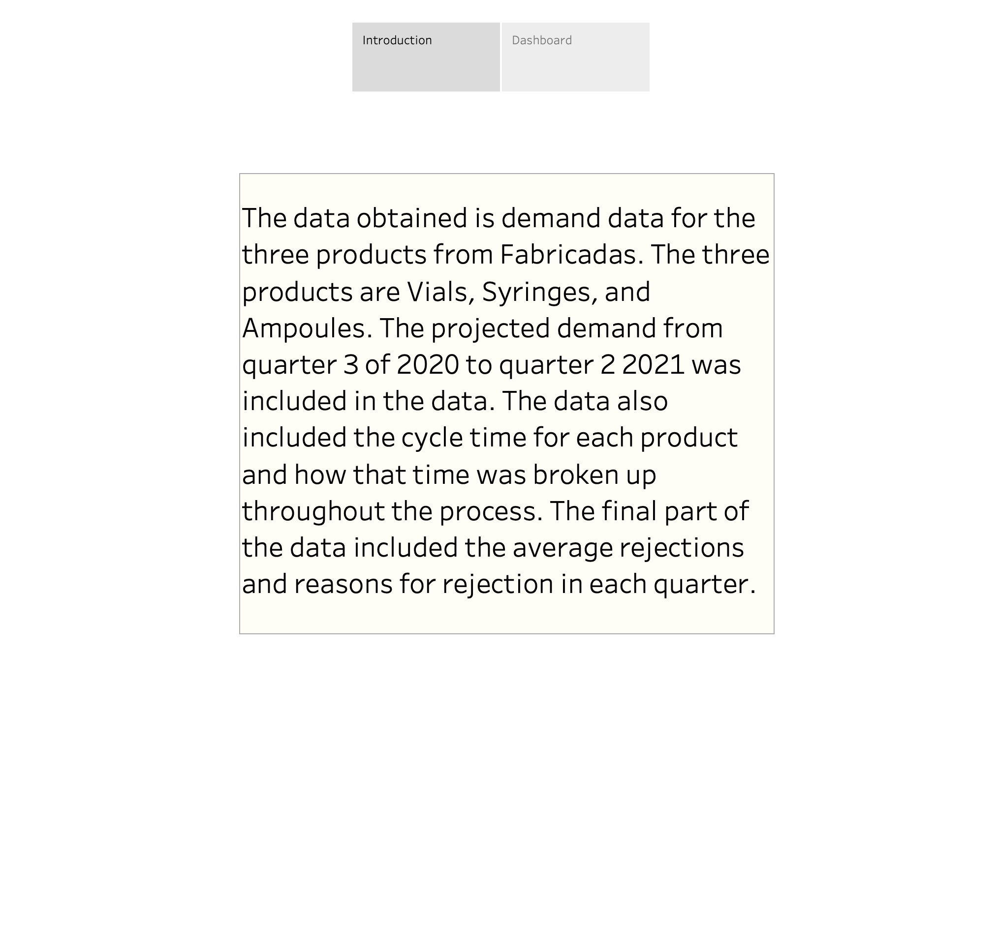 Introduction
Dashboard
The data obtained is demand data for the
three products from Fabricadas. The three
products are Vials, Syringes, and
Ampoules. The projected demand from
quarter 3 of 2020 to quarter 2 2021 was
included in the data. The data also
included the cycle time for each product
and how that time was broken up
throughout the process. The final part of
the data included the average rejections
and reasons for rejection in each quarter.